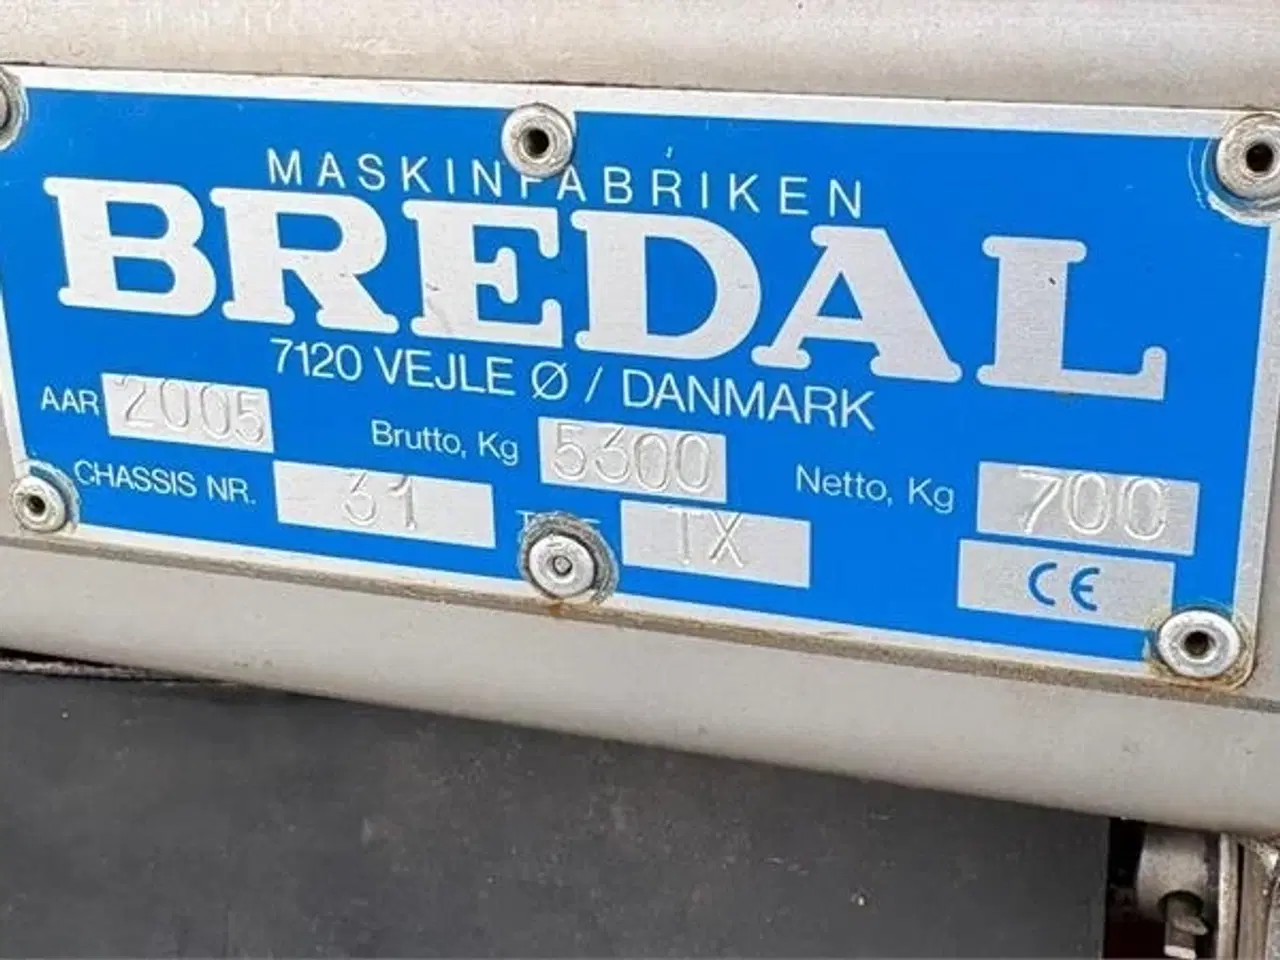 MASKINFABRIKEN
BREDAL
7120 VEJLE Ø / DANMARK
AAR 2005 Brutto, Kg 5300 Netto, Kg 700
CHASSIS NR. 31 TX CE